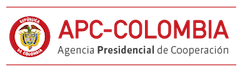 APC-COLOMBIA
Agencia Presidencial de Cooperación